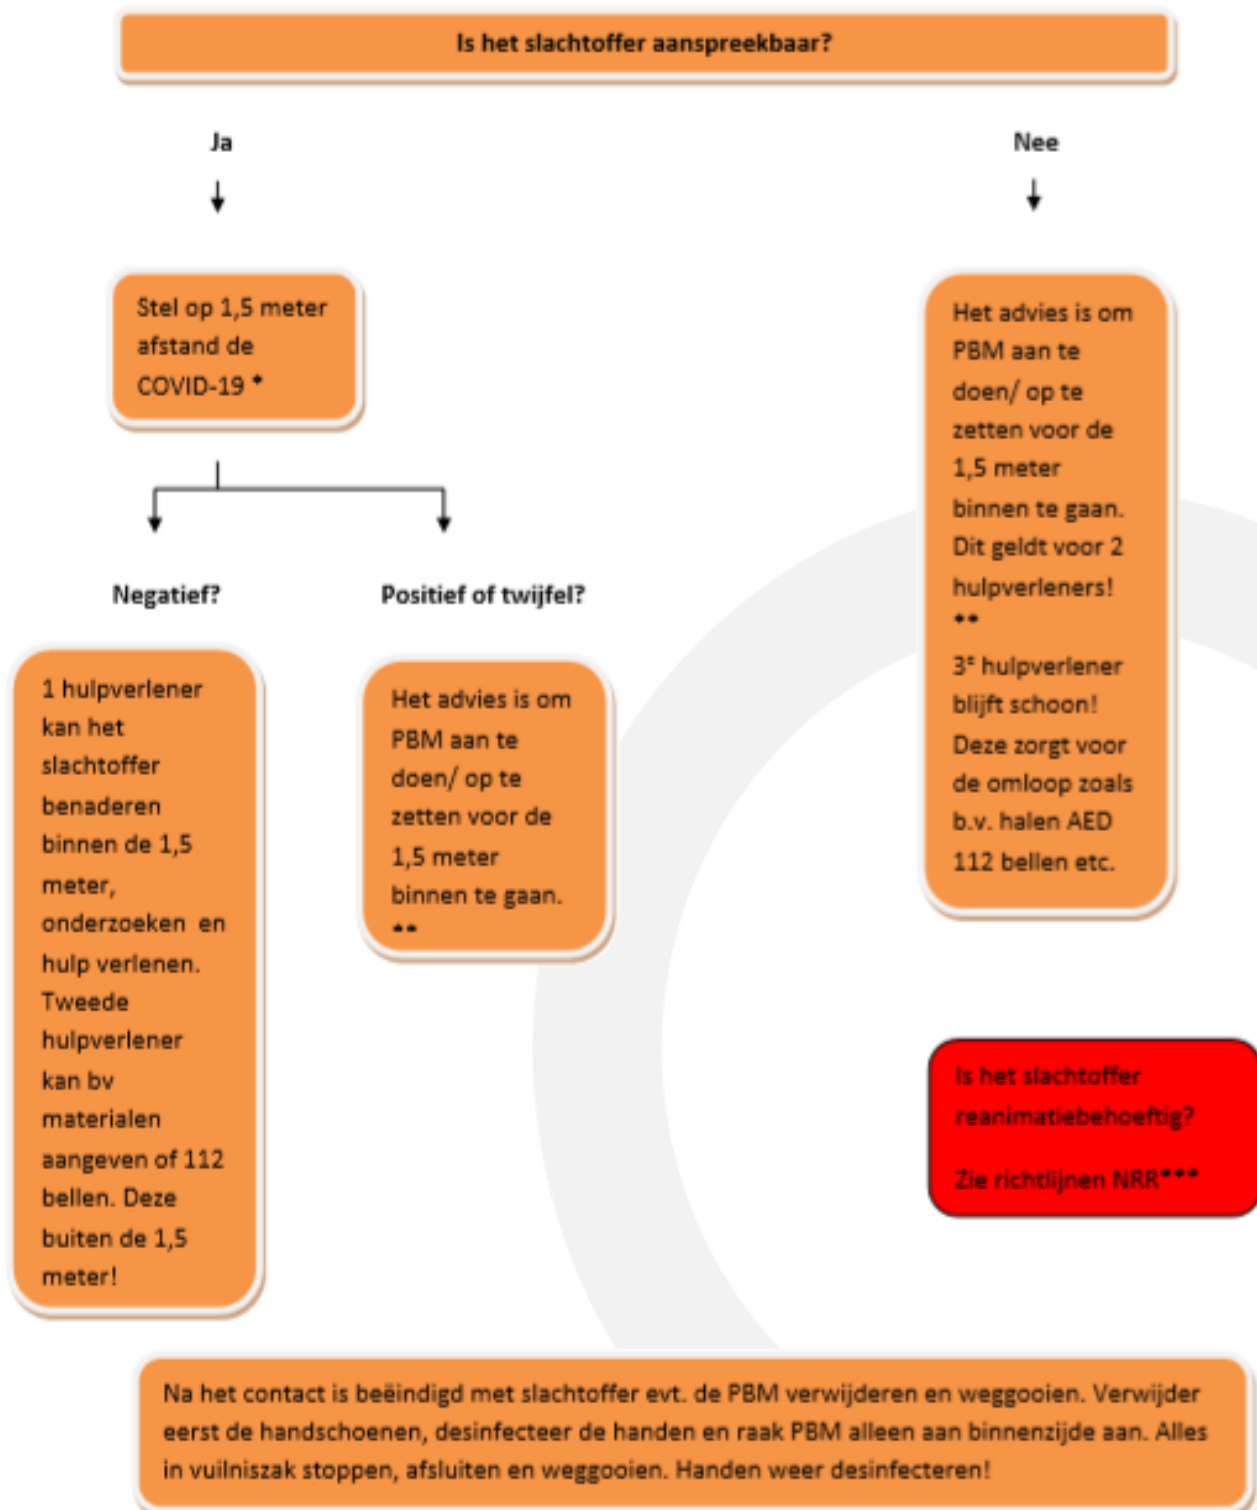 Is het slachtoffer aanspreekbaar?
Ja
Nee
Stel op 1,5 meter
afstand de
COVID-19 *
Negatief?
Positief of twijfel?
1 hulpverlener
kan het
slachtoffer
benaderen
binnen de 1,5
meter,
onderzoeken en
hulp verlenen.
Tweede
hulpverlener
kan bv
materialen
aangeven of 112
bellen. Deze
buiten de 1,5
meter!
Het advies is om
PBM aan te
doen/ op te
zetten voor de
1,5 meter
binnen te gaan.
**
Het advies is om
PBM aan te
doen/ op te
zetten voor de
1,5 meter
binnen te gaan.
Dit geldt voor 2
hulpverleners!
**
3ᵉ hulpverlener
blijft schoon!
Deze zorgt voor
de omloop zoals
b.v. halen AED
112 bellen etc.
Is het slachtoffer
reanimatiebehoeftig?
Zie richtlijnen NRR***
Na het contact is beëindigd met slachtoffer evt. de PBM verwijderen en weggooien. Verwijder
eerst de handschoenen, desinfecteer de handen en raak PBM alleen aan binnenzijde aan. Alles
in vuilniszak stoppen, afsluiten en weggooien. Handen weer desinfecteren!